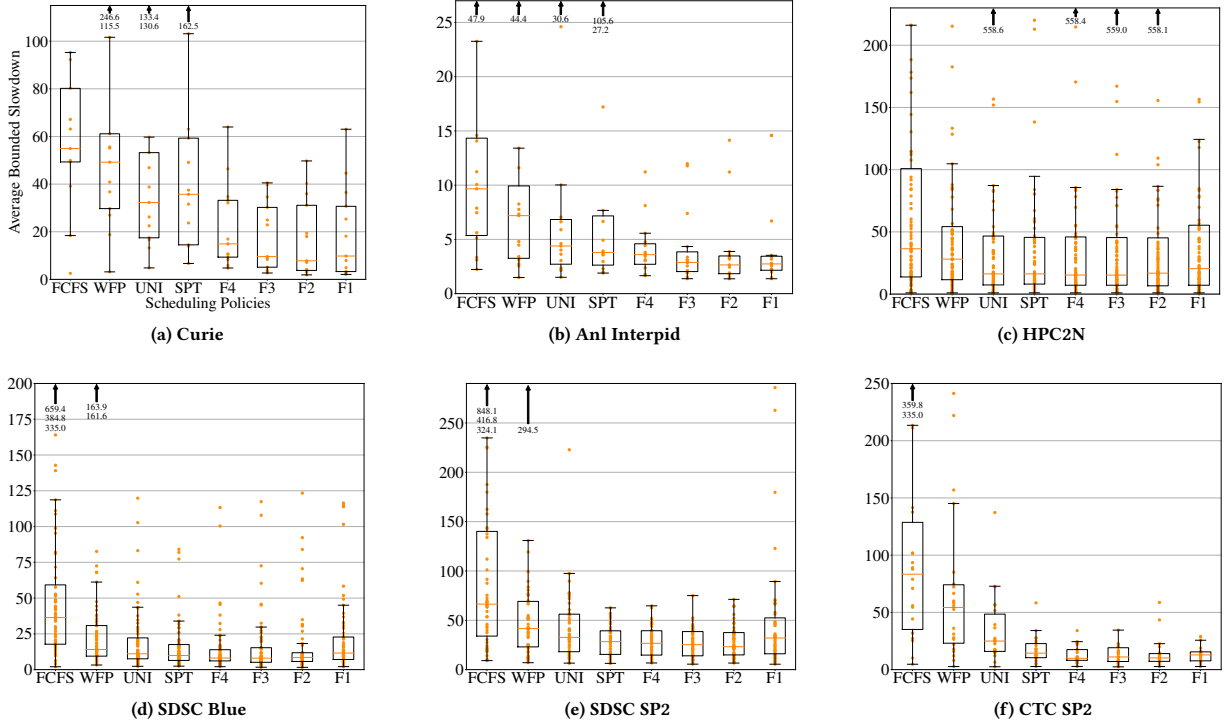 246.6 133.4 162.5
115.5 130.6
100
80
60
40
20
0
Average Bounded Slowdown
FCFS WFP UNI SPT F4 F3 F2 F1
Scheduling Policies
(a) Curie
47.9 44.4 30.6 105.6
27.2
25
20
15
10
5
0
FCFS WFP UNI SPT F4 F3 F2 F1
(b) Anl Interpid
558.6 558.4 559.0 558.1
200
150
100
50
0
FCFS WFP UNI SPT F4 F3 F2 F1
(c) HPC2N
200
175
150
125
100
75
50
25
0
659.4 163.9
384.8 161.6
335.0
FCFS WFP UNI SPT F4 F3 F2 F1
(d) SDSC Blue
848.1
416.8
324.1 294.5
250
200
150
100
50
0
FCFS WFP UNI SPT F4 F3 F2 F1
(e) SDSC SP2
250
359.8
335.0
200
150
100
50
0
FCFS WFP UNI SPT F4 F3 F2 F1
(f) CTC SP2